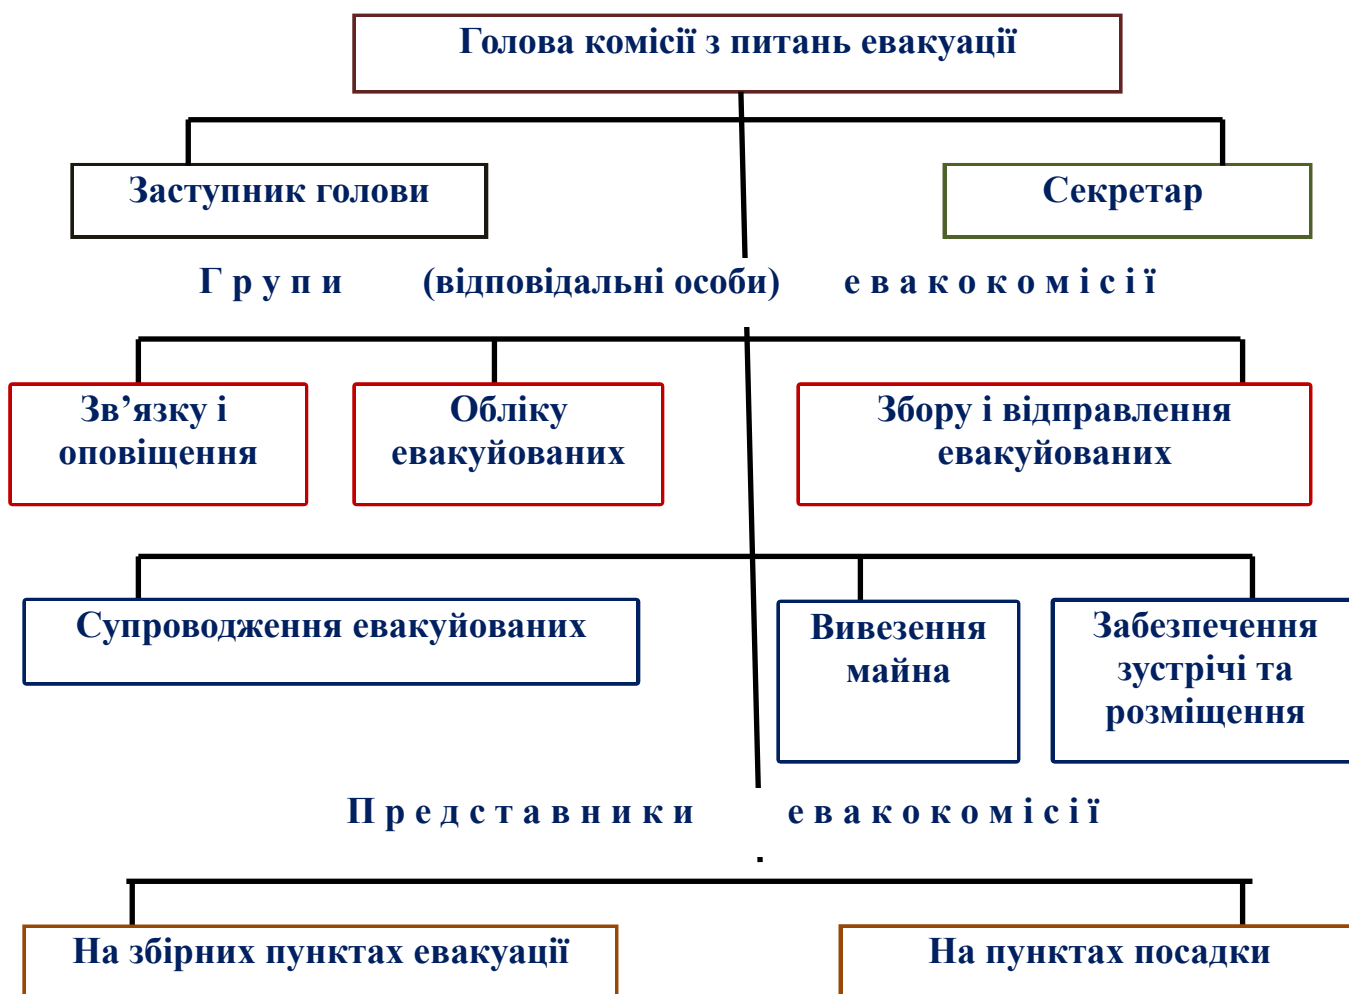 Голова комісії з питань евакуації
Заступник голови
Секретар
Г р у п и (відповідальні особи) е в а к о к о м і с і ї
Зв’язку і
оповіщення
Обліку
евакуйованих
Збору і відправлення
евакуйованих
Супроводження евакуйованих
Вивезення
майна
Забезпечення
зустрічі та
розміщення
П р е д с т а в н и к и е в а к о к о м і с і ї
На збірних пунктах евакуації
На пунктах посадки